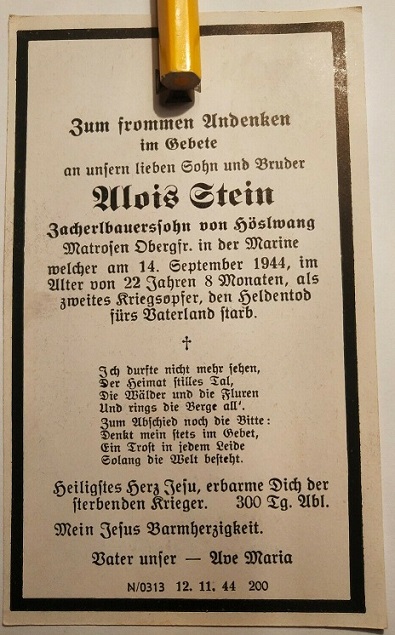 Zum frommen Andenken
im Gebete
an unsern lieben Sohn und Bruder
Alois Stein
Zacherlbauerssohn von Höslwang
Matrosen Obergfr. in der Marine
welcher am 14. September 1944, im
Alter von 22 Jahren 8 Monaten, als
zweites Kriegsopfer, den Heldentod
fürs Vaterland starb.
†
Ich durfte nicht mehr sehen,
Der Heimat stilles Tal,
Die Wälder und die Fluren
Und rings die Berge all'.
Zum Abschied noch die Bitte:
Denkt mein stets im Gebet,
Ein Trost in jedem Leide
Solang die Welt besteht.
Heiligstes Herz Jesu, erbarme Dich der
sterbenden Krieger. 300 Tg. Abl.
Mein Jesus Barmherzigkeit.
Vater unser — Ave Maria
N/0313 12. 11. 44 200